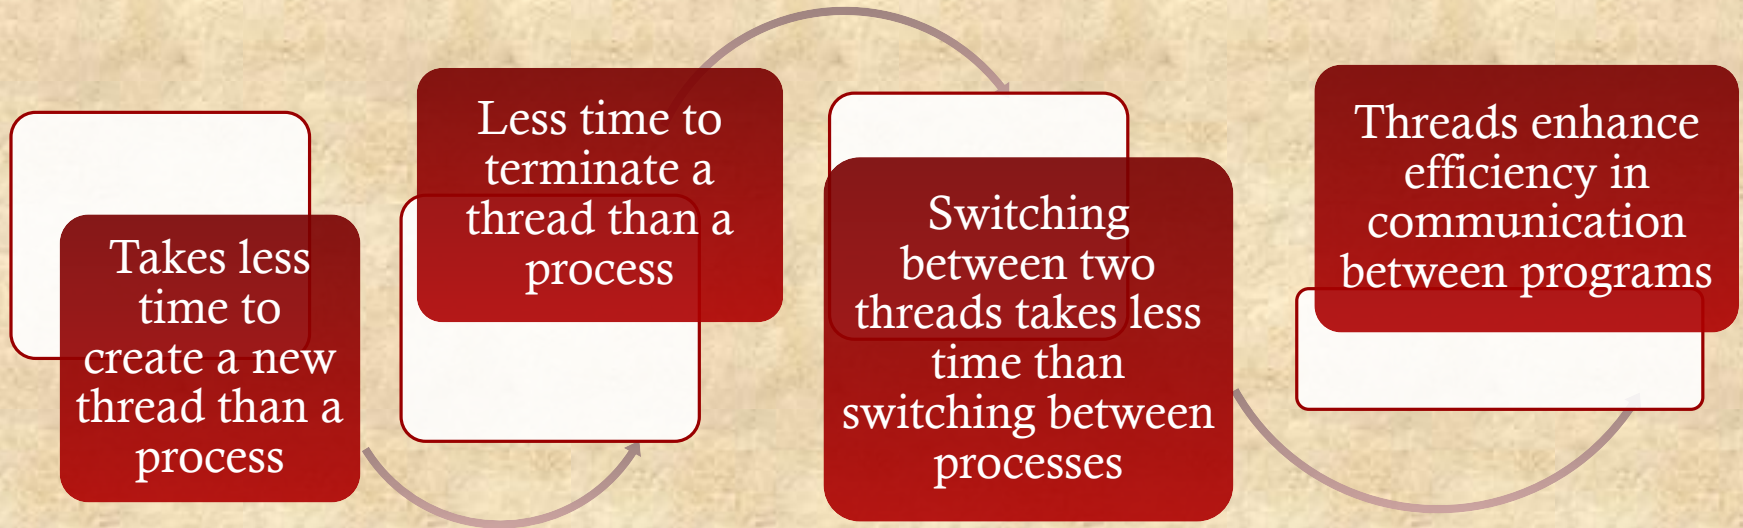 Takes less
time to
create a new
thread than a
process
Less time to
terminate a
thread than a
process
Switching
between two
threads takes less
time than
switching between
processes
Threads enhance
efficiency in
communication
between programs